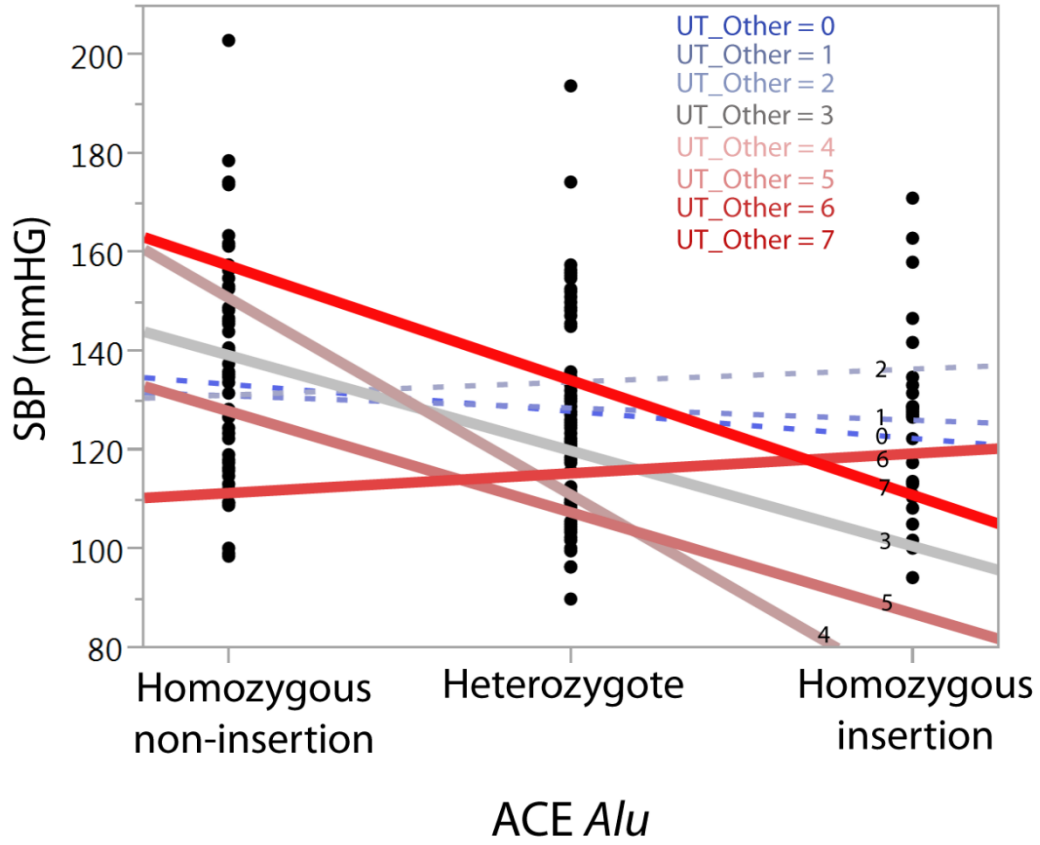 UT_Other = 0
UT_Other = 1
UT_Other = 2
UT_Other = 3
UT_Other = 4
UT_Other = 5
UT_Other = 6
UT_Other = 7
SBP (mmHG)
200
180
160
140
120
100
80
2
1
0
6
7
3
5
4
Homozygous
non-insertion
Heterozygote
Homozygous
insertion
ACE Alu